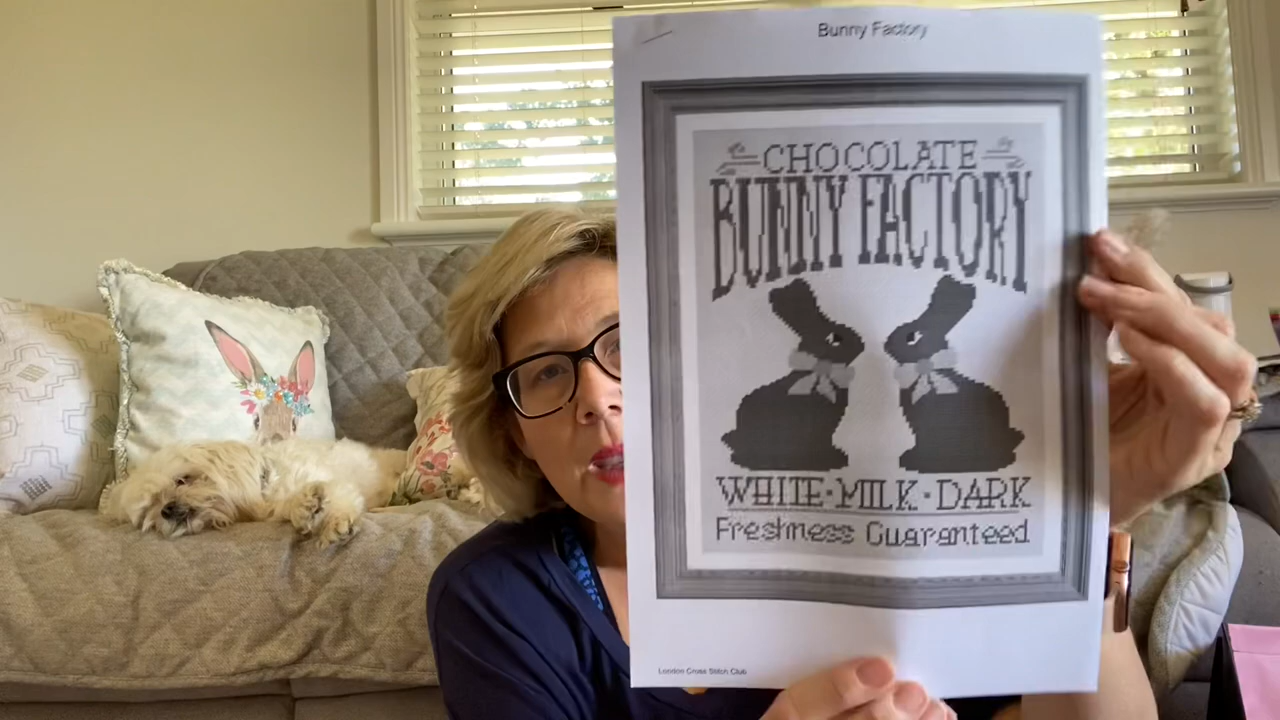 Bunny Factory
CHOCOLATE
BUNNY FACTORY
WHITE·MILK·DARK
Freshness Guaranteed
London Cross Stitch Club